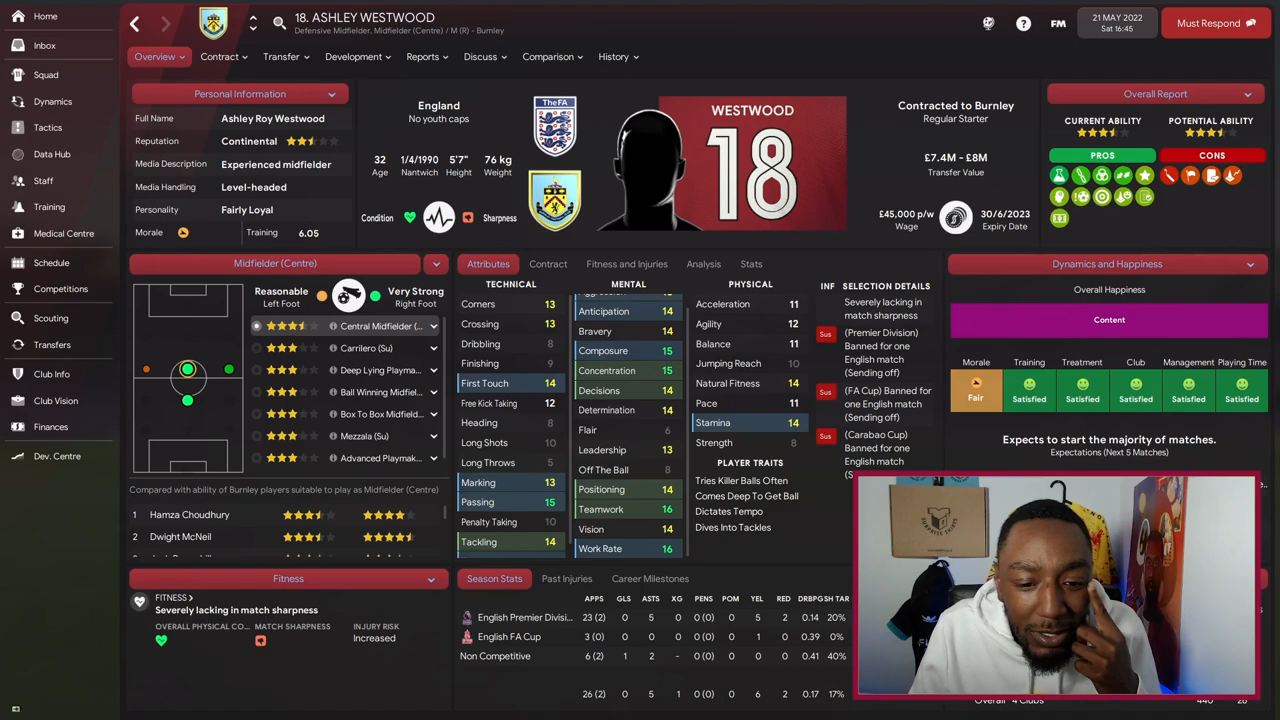 Home
Inbox
Squad
Dynamics
Tactics
Data Hub
Staff
Training
Medical Centre
Schedule
Competitions
Scouting
Transfers
Club Info
Club Vision
Finances
Dev. Centre
18. ASHLEY WESTWOOD
Defensive Midfielder, Midfielder (Centre) / M (R) - Burnley
FM
21 MAY 2022
Sat 16:45
Must Respond
Overview
Contract
Transfer
Development
Reports
Discuss
Comparison
History
Personal Information
Full Name Ashley Roy Westwood
Reputation Continental
Media Description Experienced midfielder
Media Handling Level-headed
Personality Fairly Loyal
Morale Training 6.05
England
No youth caps
The FA
32 1/4/1990 5'7" 76 kg
Age Nantwich Height Weight
Condition Sharpness
WESTWOOD
18
Contracted to Burnley
Regular Starter
£7.4M - £8M
Transfer Value
£45,000 p/w 30/6/2023
Wage Expiry Date
Overall Report
CURRENT ABILITY POTENTIAL ABILITY
PROS CONS
Midfielder (Centre)
Reasonable Very Strong
Left Foot Right Foot
Central Midfielder (...
Carrilero (Su)
Deep Lying Playma...
Ball Winning Midfiel...
Box To Box Midfield...
Mezzala (Su)
Advanced Playmak...
Compared with ability of Burnley players suitable to play as Midfielder (Centre)
1 Hamza Choudhury
2 Dwight McNeil
Attributes Contract Fitness and Injuries Analysis Stats
TECHNICAL
Corners 13
Crossing 13
Dribbling 8
Finishing 9
First Touch 14
Free Kick Taking 12
Heading 8
Long Shots 10
Long Throws 5
Marking 13
Passing 15
Penalty Taking 10
Tackling 14
MENTAL
Anticipation 14
Bravery 14
Composure 15
Concentration 15
Decisions 14
Determination 14
Flair 6
Leadership 13
Off The Ball 8
Positioning 14
Teamwork 16
Vision 14
Work Rate 16
PHYSICAL
Acceleration 11
Agility 12
Balance 11
Jumping Reach 10
Natural Fitness 14
Pace 11
Stamina 14
Strength 8
PLAYER TRAITS
Tries Killer Balls Often
Comes Deep To Get Ball
Dictates Tempo
Dives Into Tackles
INF SELECTION DETAILS
Severely lacking in
match sharpness
Sus (Premier Division)
Banned for one
English match
(Sending off)
Sus (FA Cup) Banned for
one English match
(Sending off)
Sus (Carabao Cup)
Banned for one
English match
Dynamics and Happiness
Overall Happiness
Content
Morale Training Treatment Club Management Playing Time
Fair Satisfied Satisfied Satisfied Satisfied Satisfied
Expects to start the majority of matches.
Expectations (Next 5 Matches)
Fitness
FITNESS >
Severely lacking in match sharpness
OVERALL PHYSICAL CO... MATCH SHARPNESS INJURY RISK
Increased
Season Stats Past Injuries Career Milestones
APPS GLS ASTS XG PENS POM YEL RED DRBPG SH TAR
English Premier Divisi... 23 (2) 0 5 0 0 (0) 0 5 2 0.14 20%
English FA Cup 3 (0) 0 0 0 0 (0) 0 1 0 0.39 0%
Non Competitive 6 (2) 1 2 - 0 (0) 0 0 0 0.41 40%
26 (2) 0 5 1 0 (0) 0 6 2 0.17 17%
SURPRISE SHIRTS